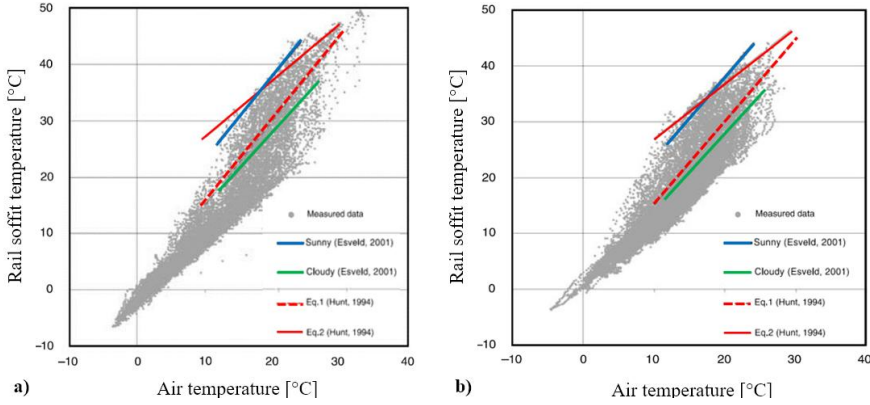 50
40
30
20
10
0
−10
Rail soffit temperature [°C]
Measured data
Sunny (Esveld, 2001)
Cloudy (Esveld, 2001)
Eq.1 (Hunt, 1994)
Eq.2 (Hunt, 1994)
−10 0 10 20 30 40
a) Air temperature [°C]
50
40
30
20
10
0
−10
Rail soffit temperature [°C]
Measured data
Sunny (Esveld, 2001)
Cloudy (Esveld, 2001)
Eq.1 (Hunt, 1994)
Eq.2 (Hunt, 1994)
−10 0 10 20 30 40
b) Air temperature [°C]